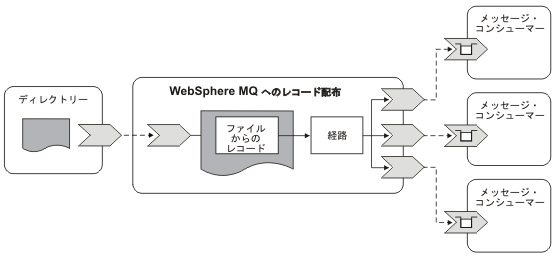 メッセージ・
コンシューマー
WebSphere MQ へのレコード配布
ディレクトリー
ファイル
からの
レコード
経路
メッセージ・
コンシューマー
メッセージ・
コンシューマー